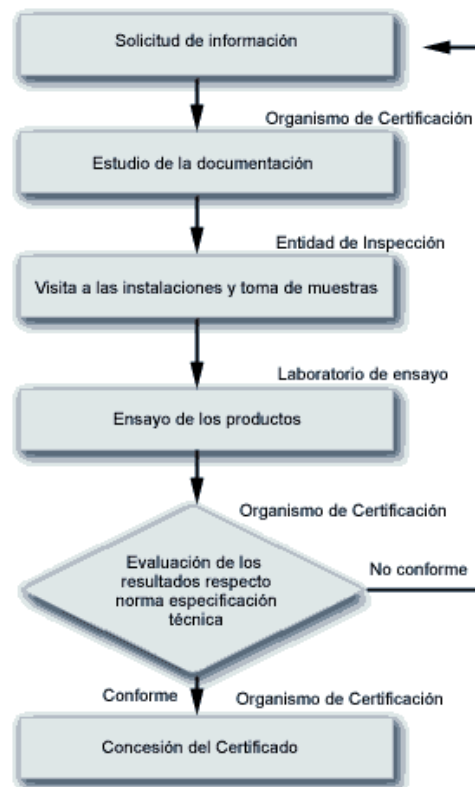 Solicitud de información
Organismo de Certificación
Estudio de la documentación
Entidad de Inspección
Visita a las instalaciones y toma de muestras
Laboratorio de ensayo
Ensayo de los productos
Organismo de Certificación
Evaluación de los
resultados respecto
norma especificación
técnica
No conforme
Conforme
Organismo de Certificación
Concesión del Certificado